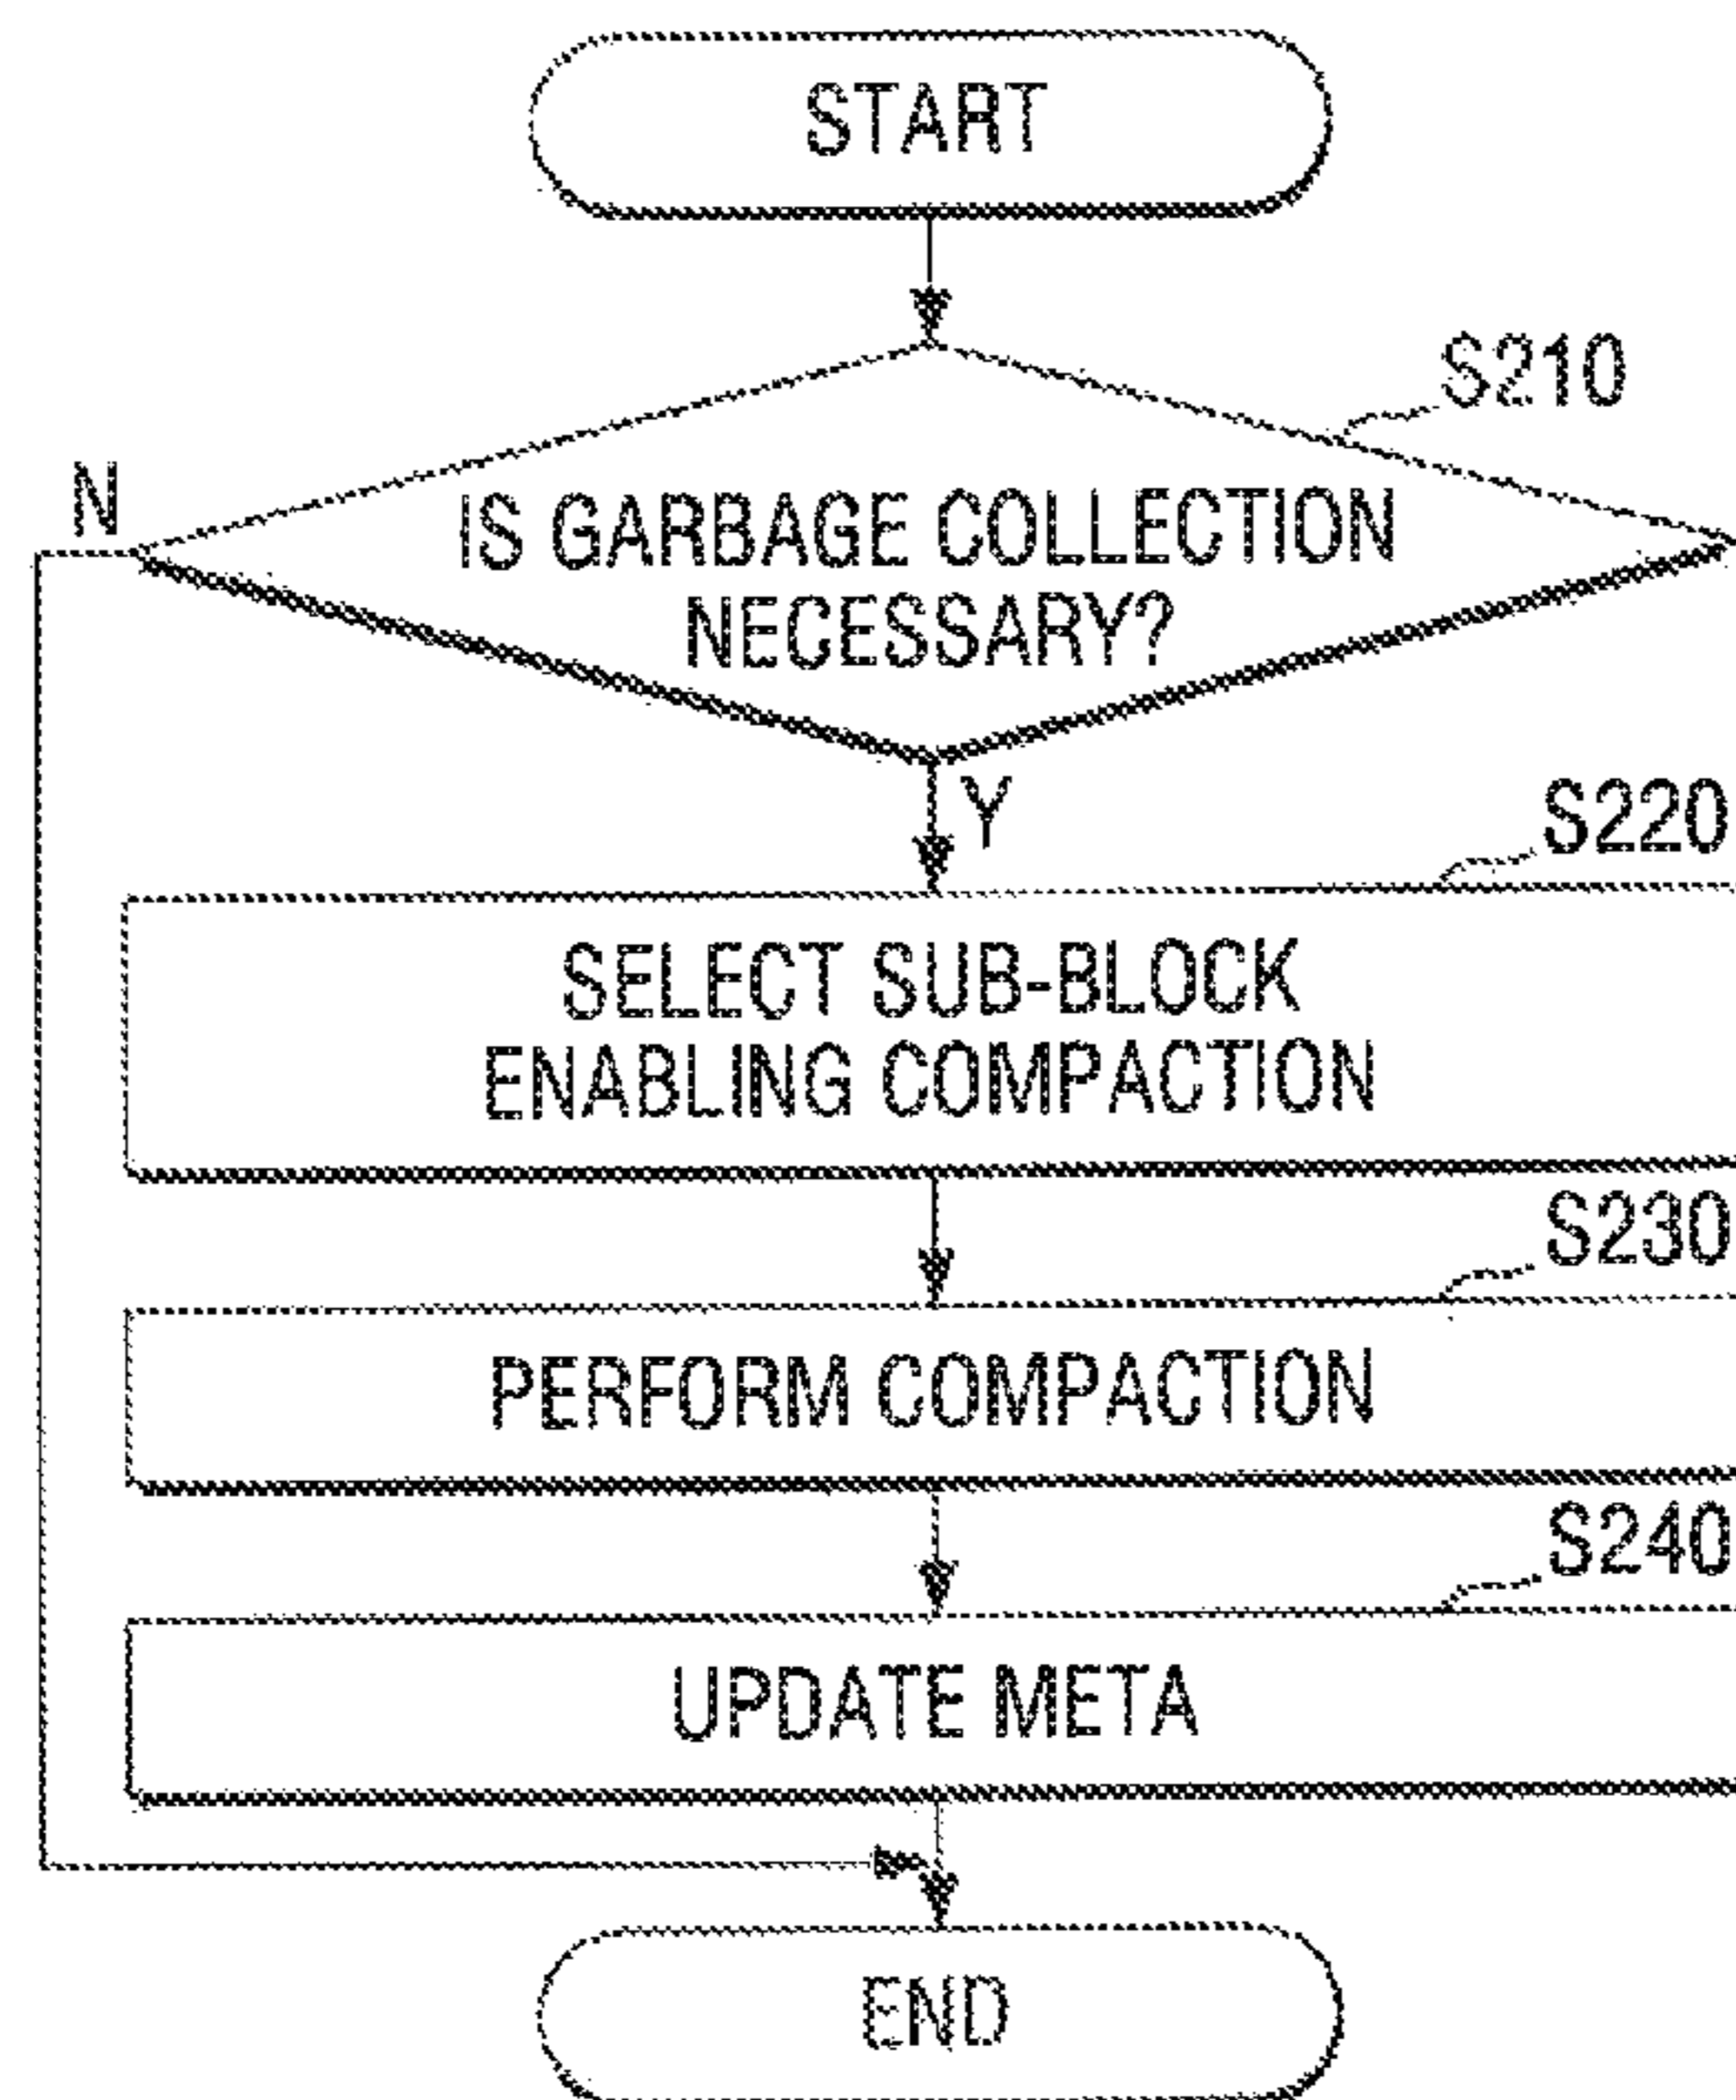 START
S210
N
IS GARBAGE COLLECTION
NECESSARY?
Y
S220
SELECT SUB-BLOCK
ENABLING COMPACTION
S230
PERFORM COMPACTION
S240
UPDATE META
END